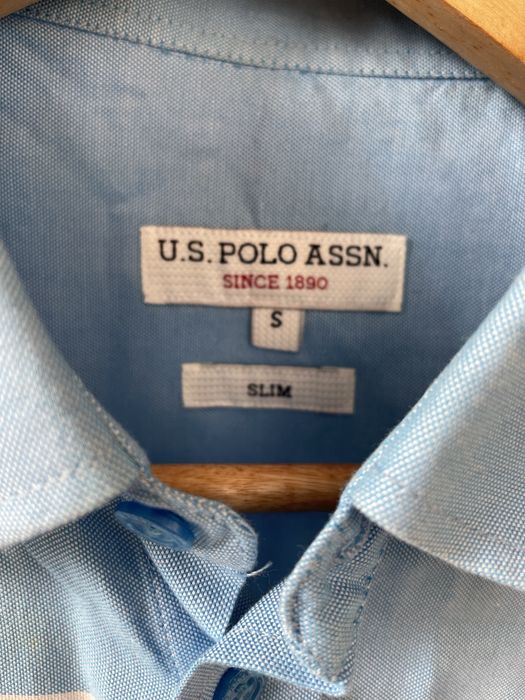 U.S. POLO ASSN.
SINCE 1890
S
SLIM